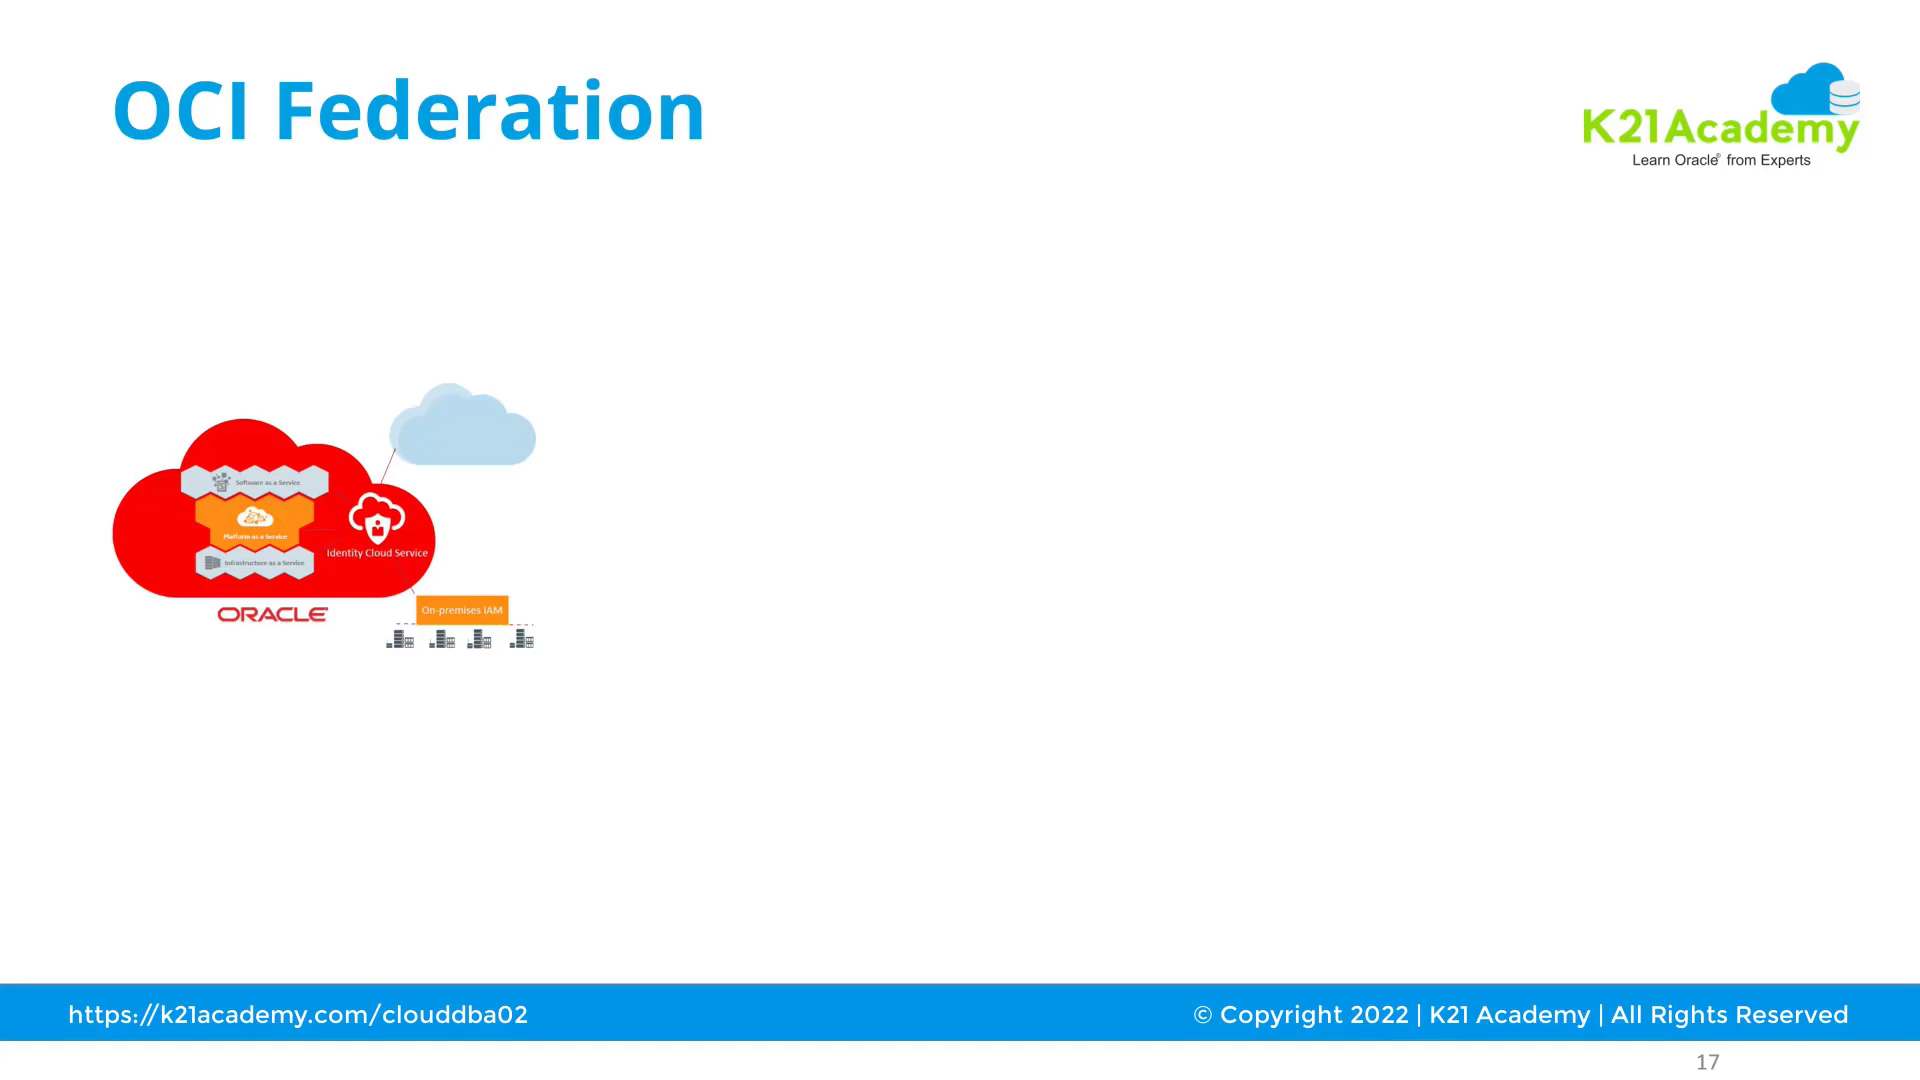 OCI Federation
K21Academy
Learn Oracle® from Experts
Software as a Service
Platform as a Service
Identity Cloud Service
Infrastructure as a Service
ORACLE
On-premises IAM
https://k21academy.com/clouddba02
© Copyright 2022 | K21 Academy | All Rights Reserved
17